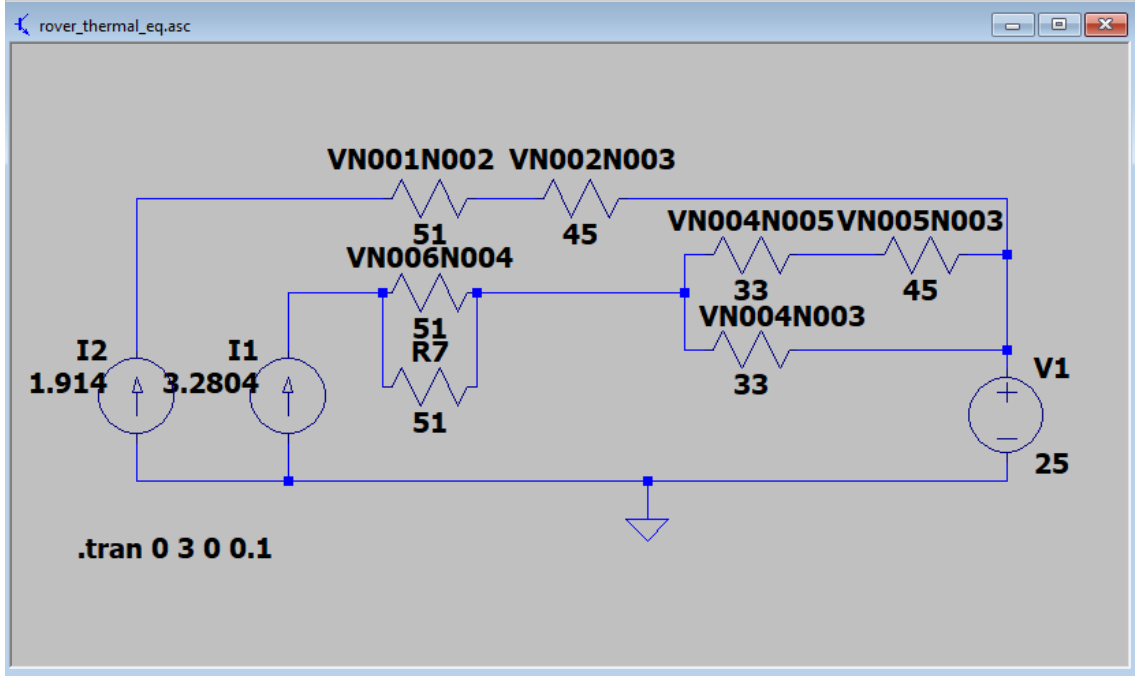 rover_thermal_eq.asc
VN001N002 VN002N003
51 45
VN004N005 VN005N003
VN006N004
33 45
51
VN004N003
R7
I2 I1
1.914 3.2804
V1
33
51
25
.tran 0 3 0 0.1